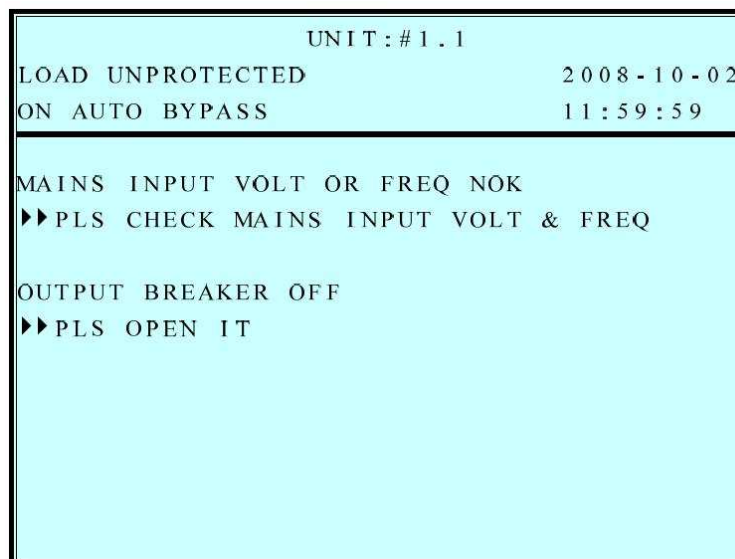 UNIT:#1.1
LOAD UNPROTECTED 2008-10-02
ON AUTO BYPASS 11:59:59
MAINS INPUT VOLT OR FREQ NOK
▶▶PLS CHECK MAINS INPUT VOLT & FREQ
OUTPUT BREAKER OFF
▶▶PLS OPEN IT